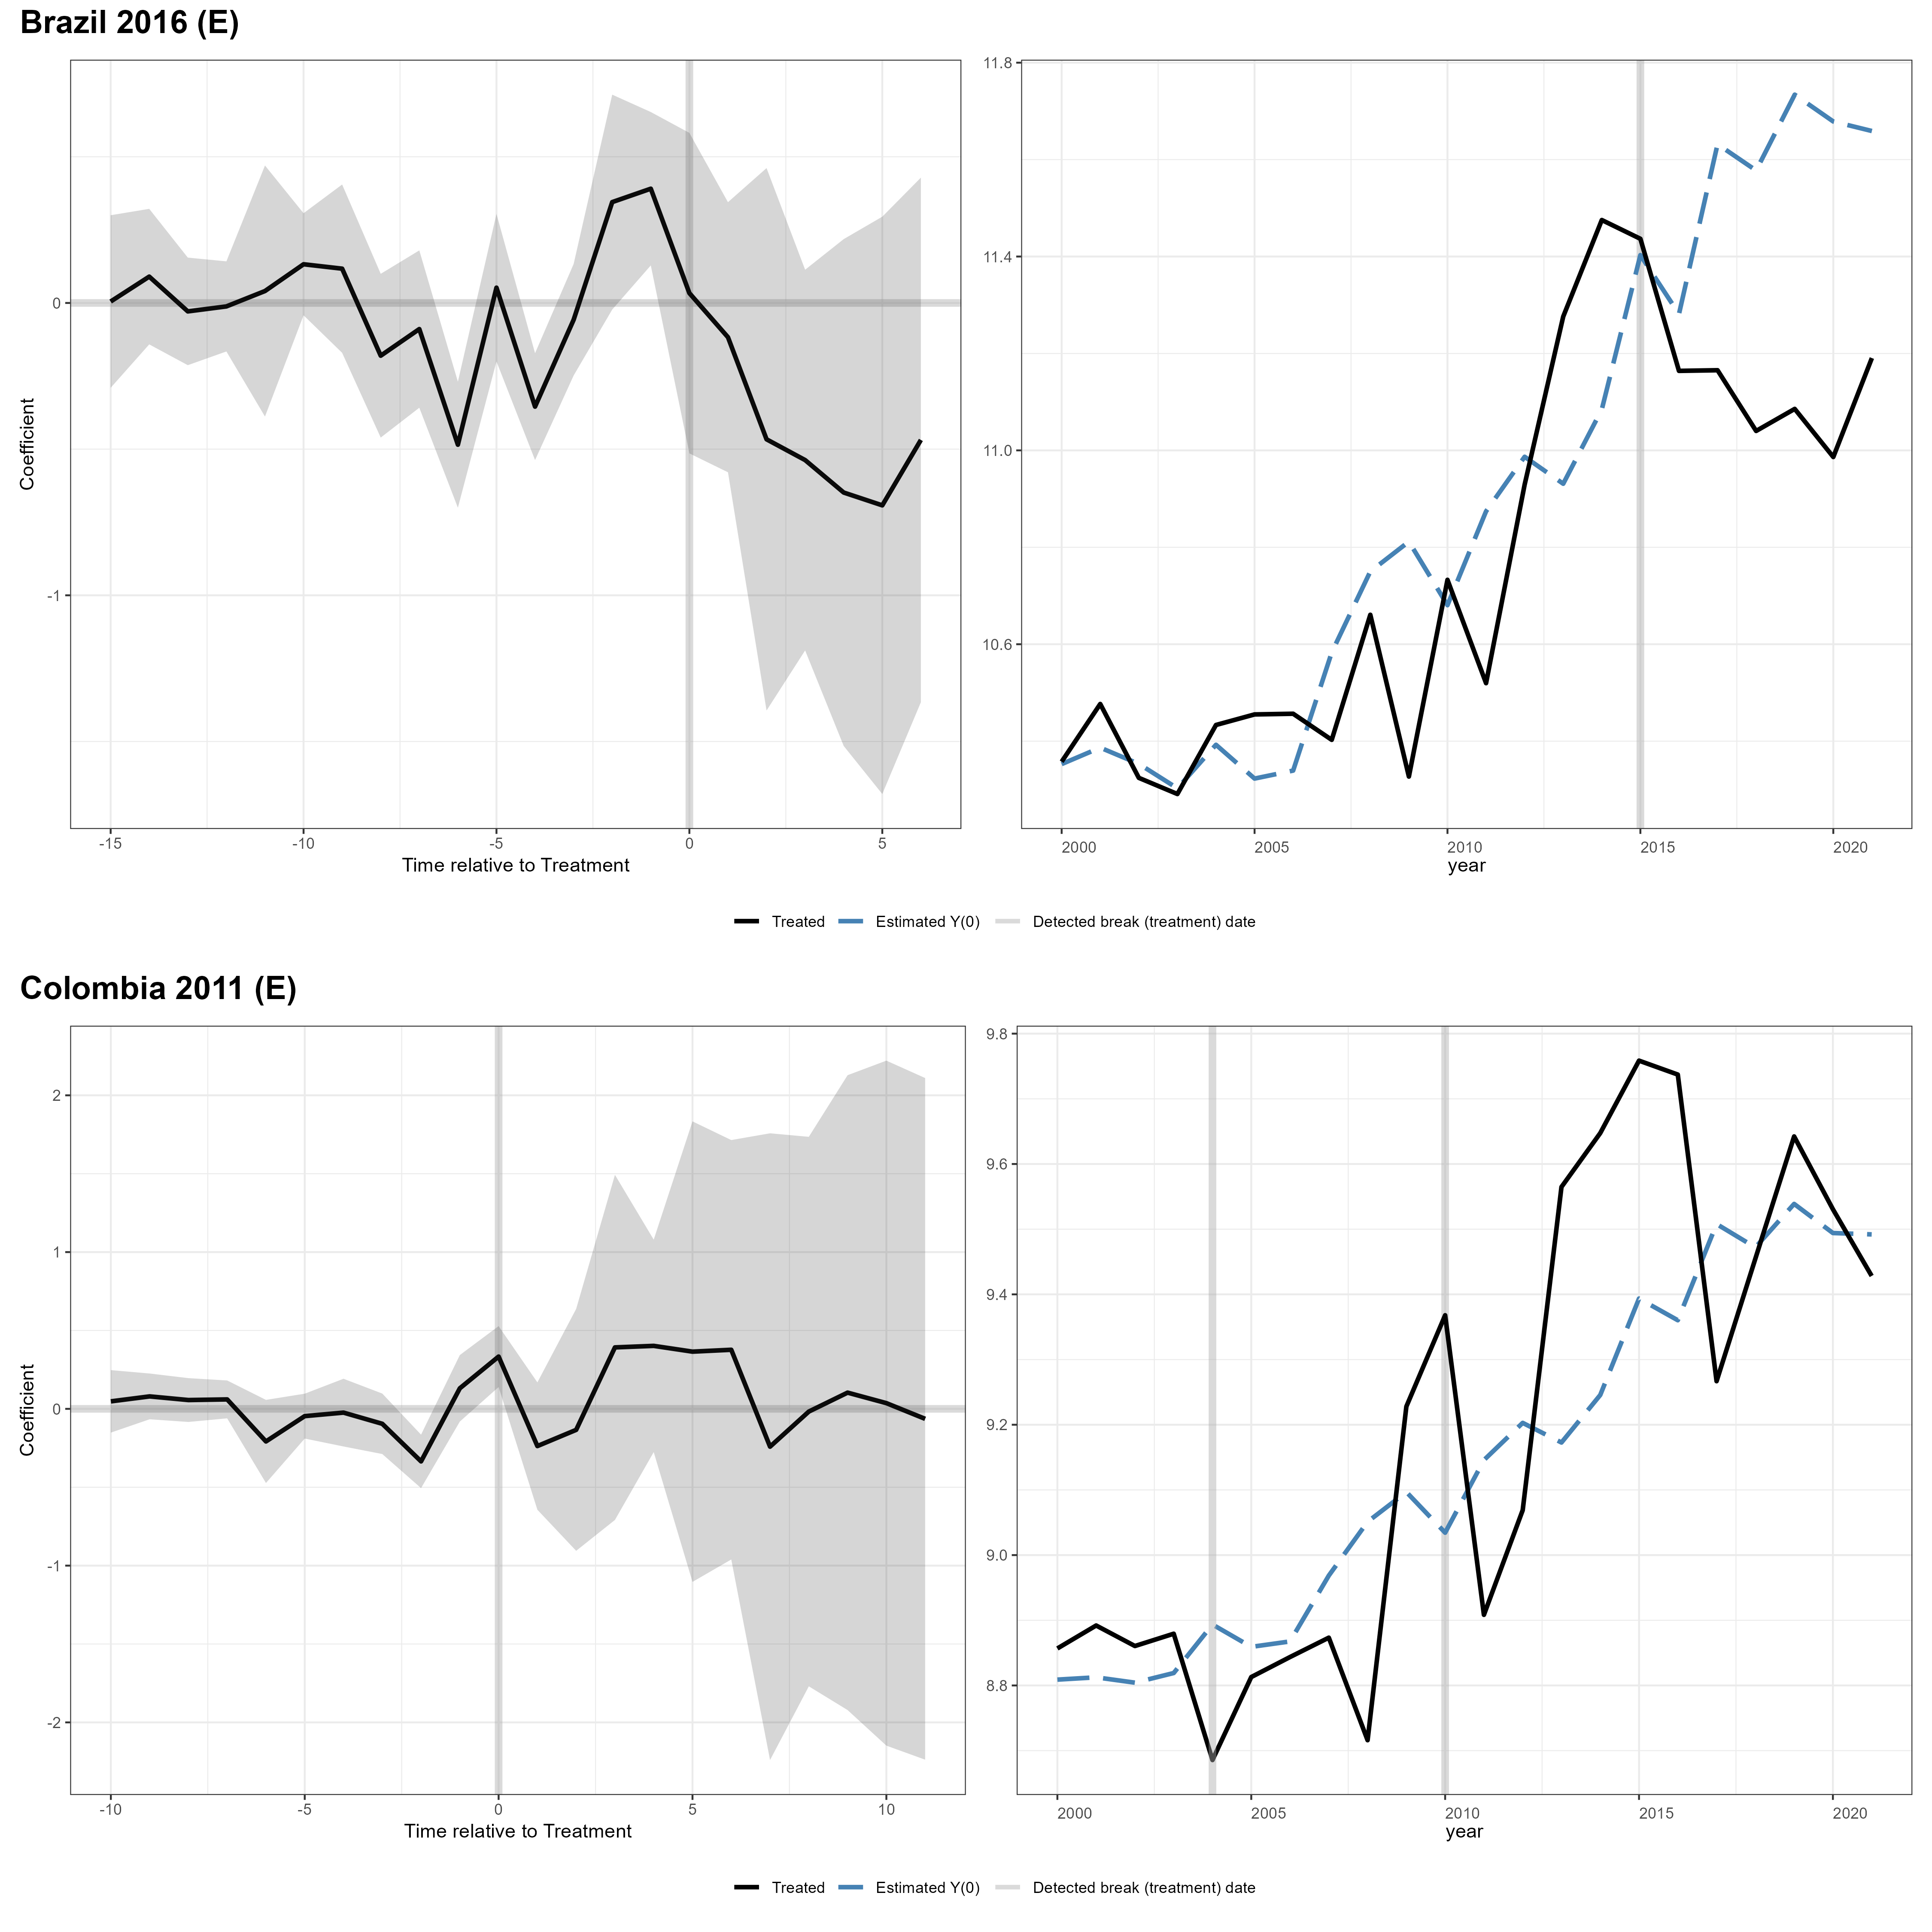 Brazil 2016 (E)
Coefficient
0
-1
-15 -10 -5 0 5
Time relative to Treatment
11.8
11.4
11.0
10.6
2000 2005 2010 2015 2020
year
Treated Estimated Y(0) Detected break (treatment) date
Colombia 2011 (E)
Coefficient
2
1
0
-1
-2
-10 -5 0 5 10
Time relative to Treatment
9.8
9.6
9.4
9.2
9.0
8.8
2000 2005 2010 2015 2020
year
Treated Estimated Y(0) Detected break (treatment) date